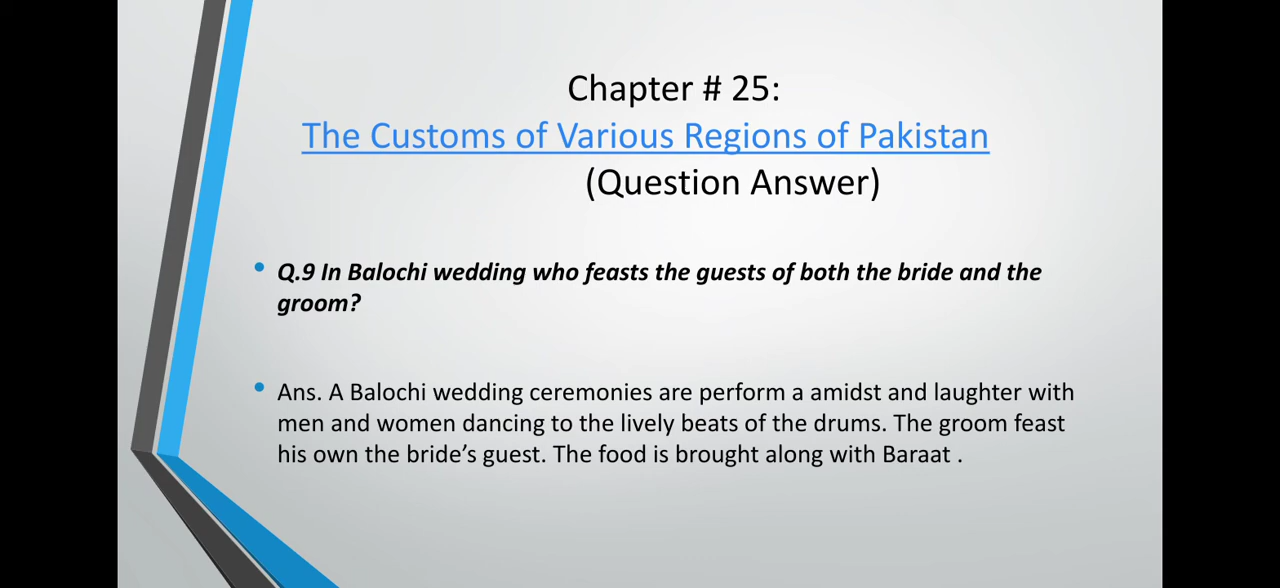 Chapter # 25:
The Customs of Various Regions of Pakistan
(Question Answer)
• Q.9 In Balochi wedding who feasts the guests of both the bride and the
groom?
• Ans. A Balochi wedding ceremonies are perform a amidst and laughter with
men and women dancing to the lively beats of the drums. The groom feast
his own the bride’s guest. The food is brought along with Baraat .